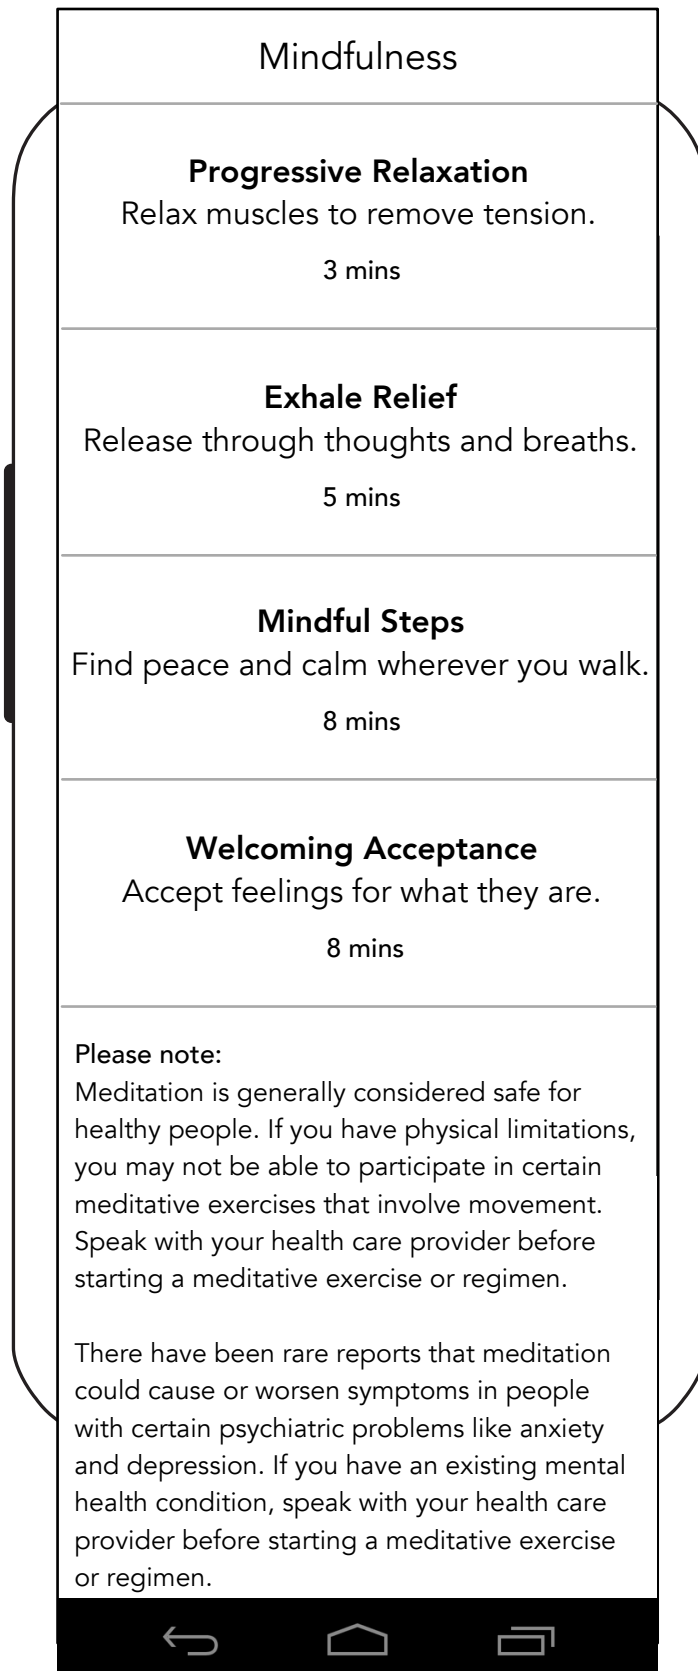 Mindfulness
Progressive Relaxation
Relax muscles to remove tension.
3 mins
Exhale Relief
Release through thoughts and breaths.
5 mins
Mindful Steps
Find peace and calm wherever you walk.
8 mins
Welcoming Acceptance
Accept feelings for what they are.
8 mins
Please note:
Meditation is generally considered safe for
healthy people. If you have physical limitations,
you may not be able to participate in certain
meditative exercises that involve movement.
Speak with your health care provider before
starting a meditative exercise or regimen.
There have been rare reports that meditation
could cause or worsen symptoms in people
with certain psychiatric problems like anxiety
and depression. If you have an existing mental
health condition, speak with your health care
provider before starting a meditative exercise
or regimen.